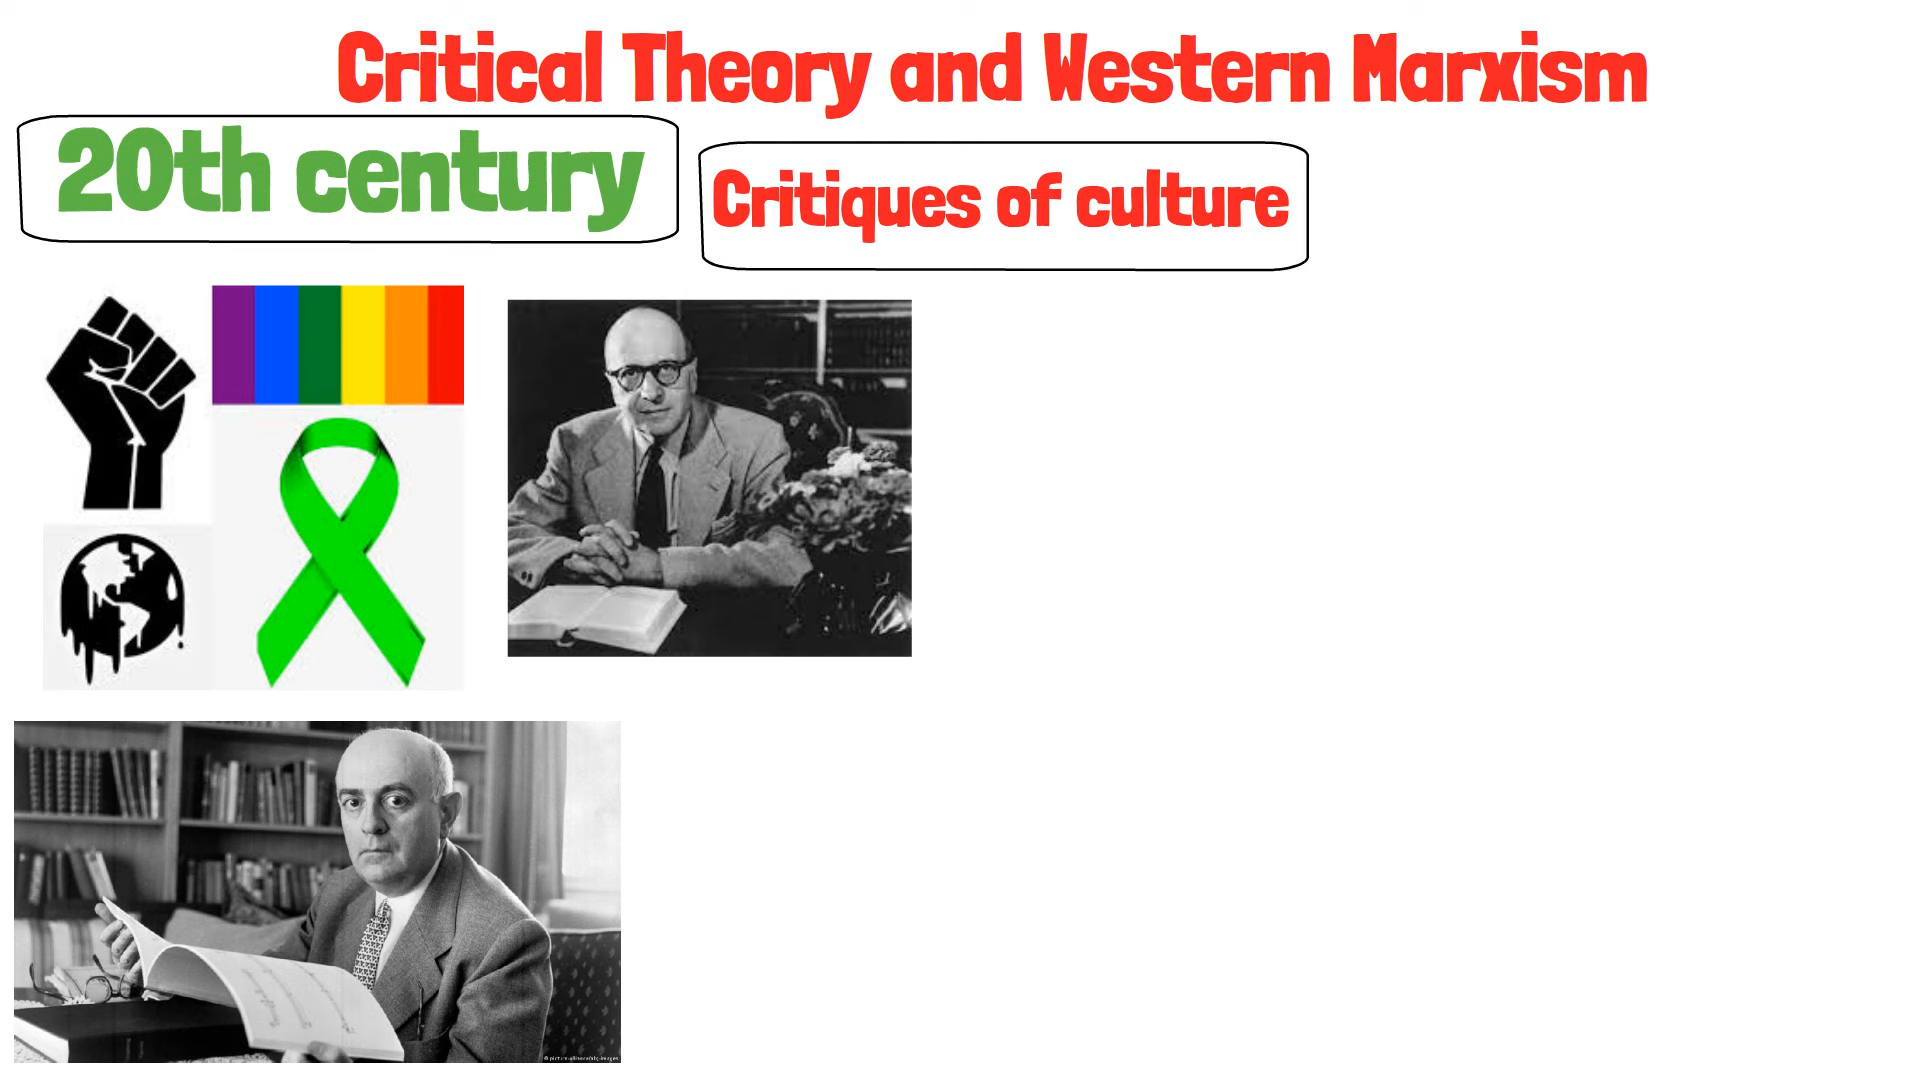 Critical Theory and Western Marxism
20th century
Critiques of culture